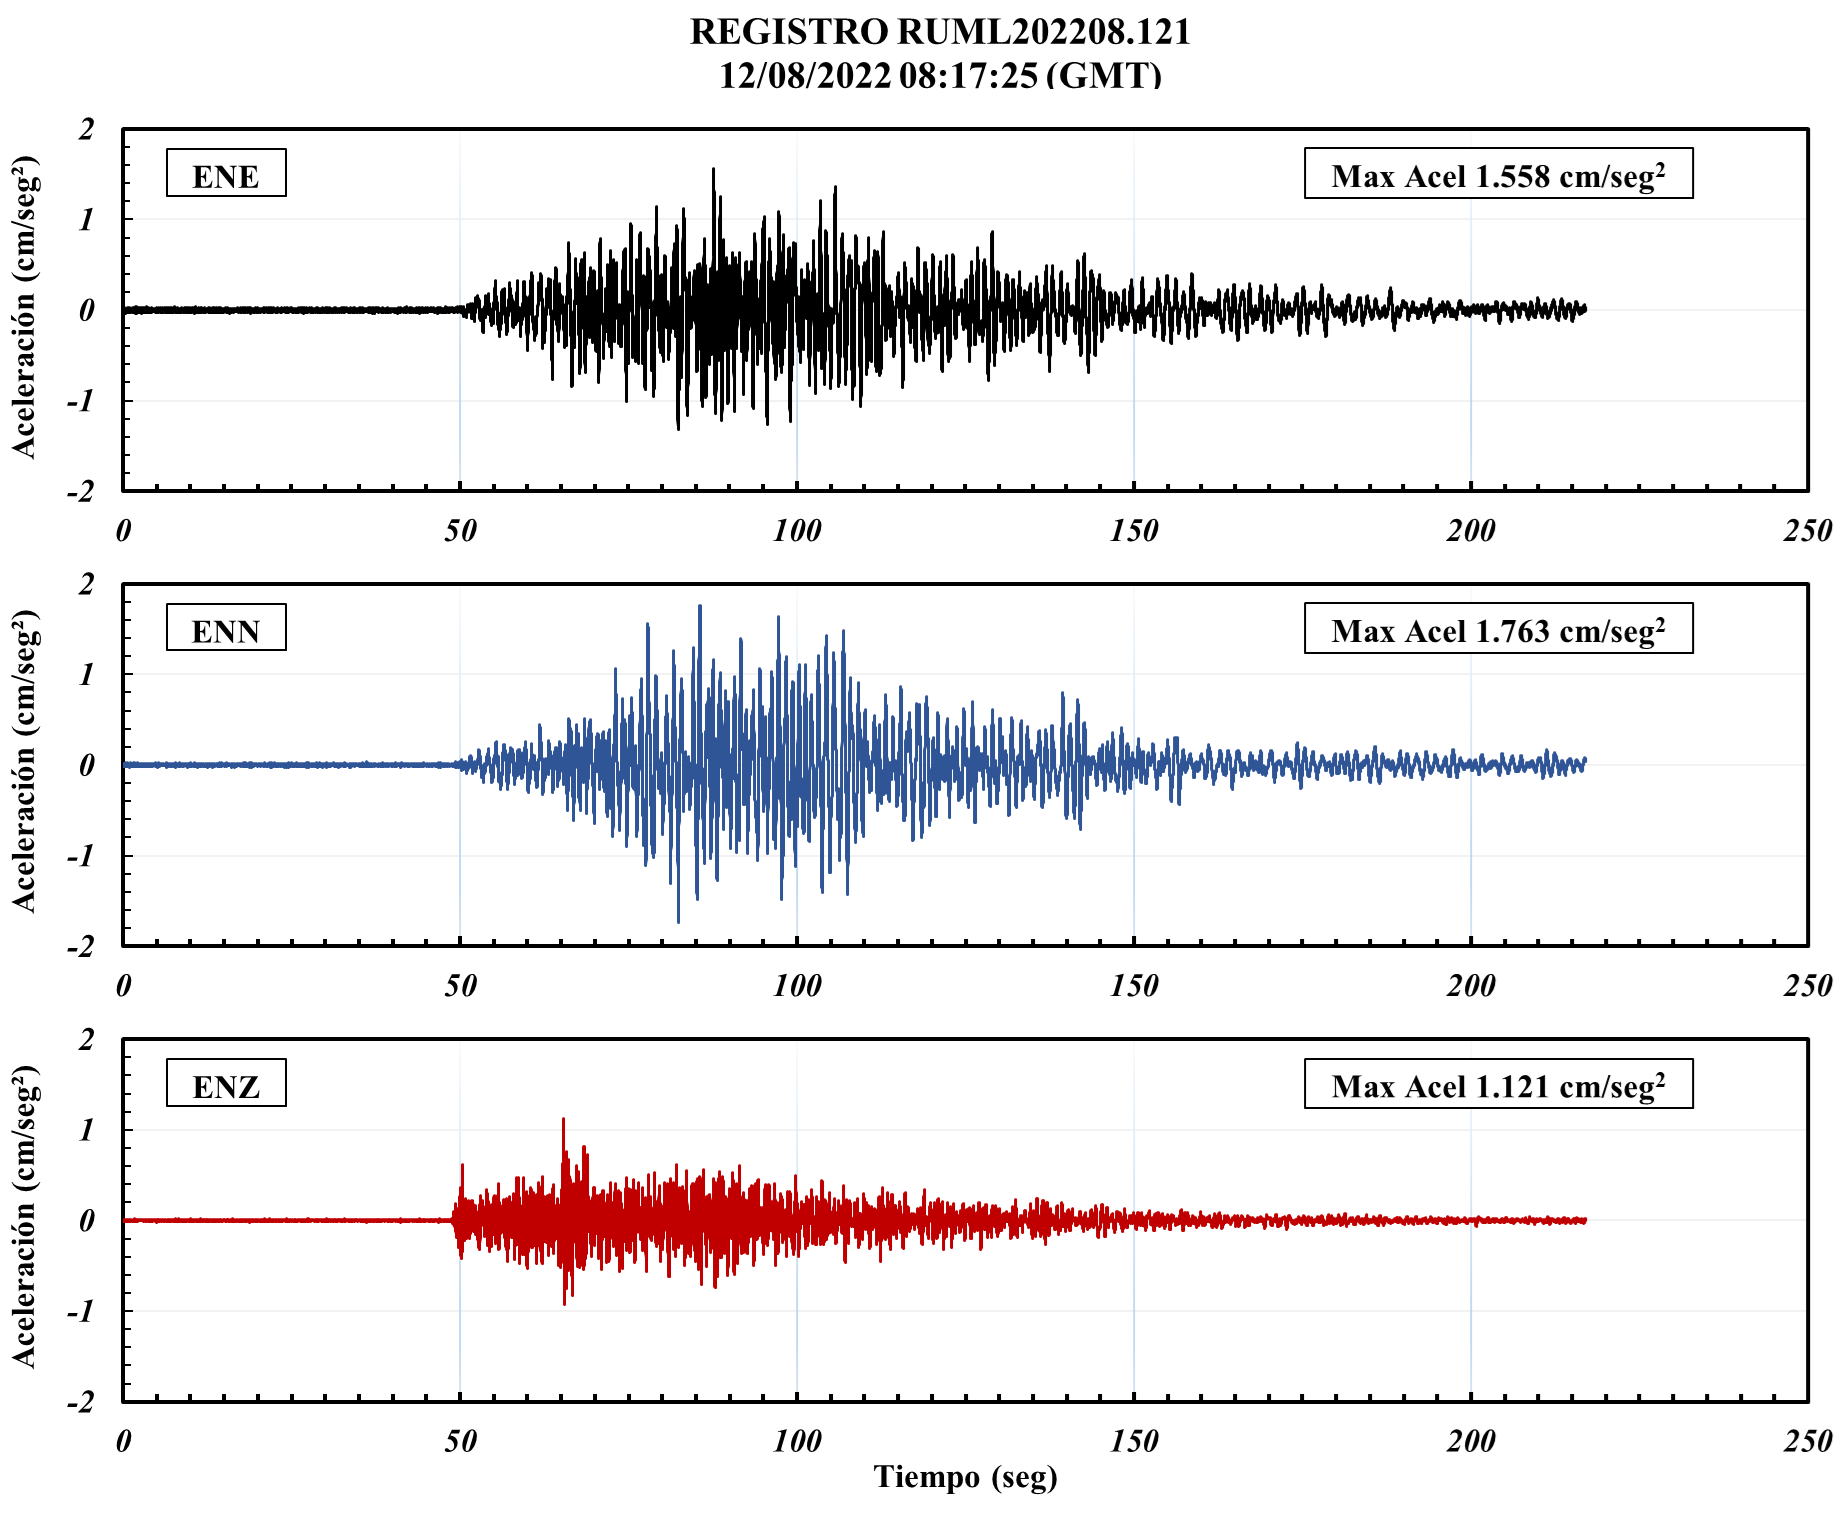 REGISTRO RUML202208.121
12/08/2022 08:17:25 (GMT)
Aceleración (cm/seg²)
2
1
0
-1
-2
ENE
Max Acel 1.558 cm/seg²
0 50 100 150 200 250
Aceleración (cm/seg²)
2
1
0
-1
-2
ENN
Max Acel 1.763 cm/seg²
0 50 100 150 200 250
Aceleración (cm/seg²)
2
1
0
-1
-2
ENZ
Max Acel 1.121 cm/seg²
0 50 100 150 200 250
Tiempo (seg)